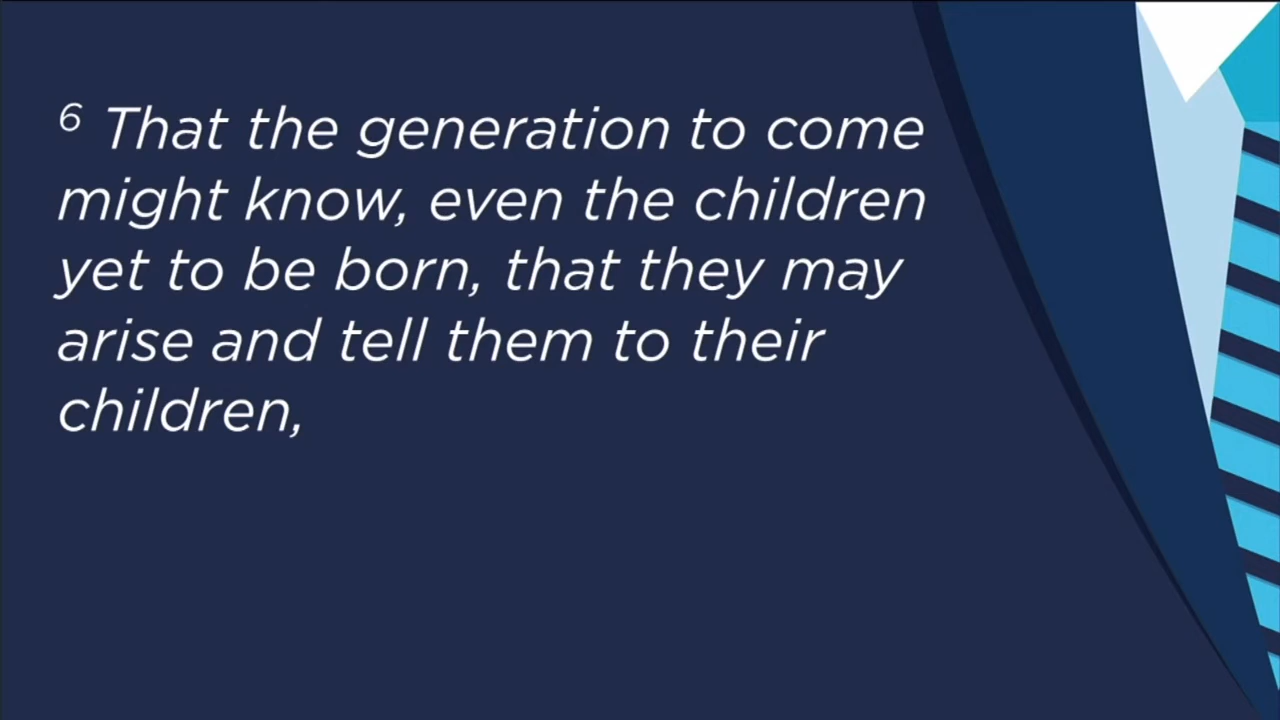 6 That the generation to come
might know, even the children
yet to be born, that they may
arise and tell them to their
children,